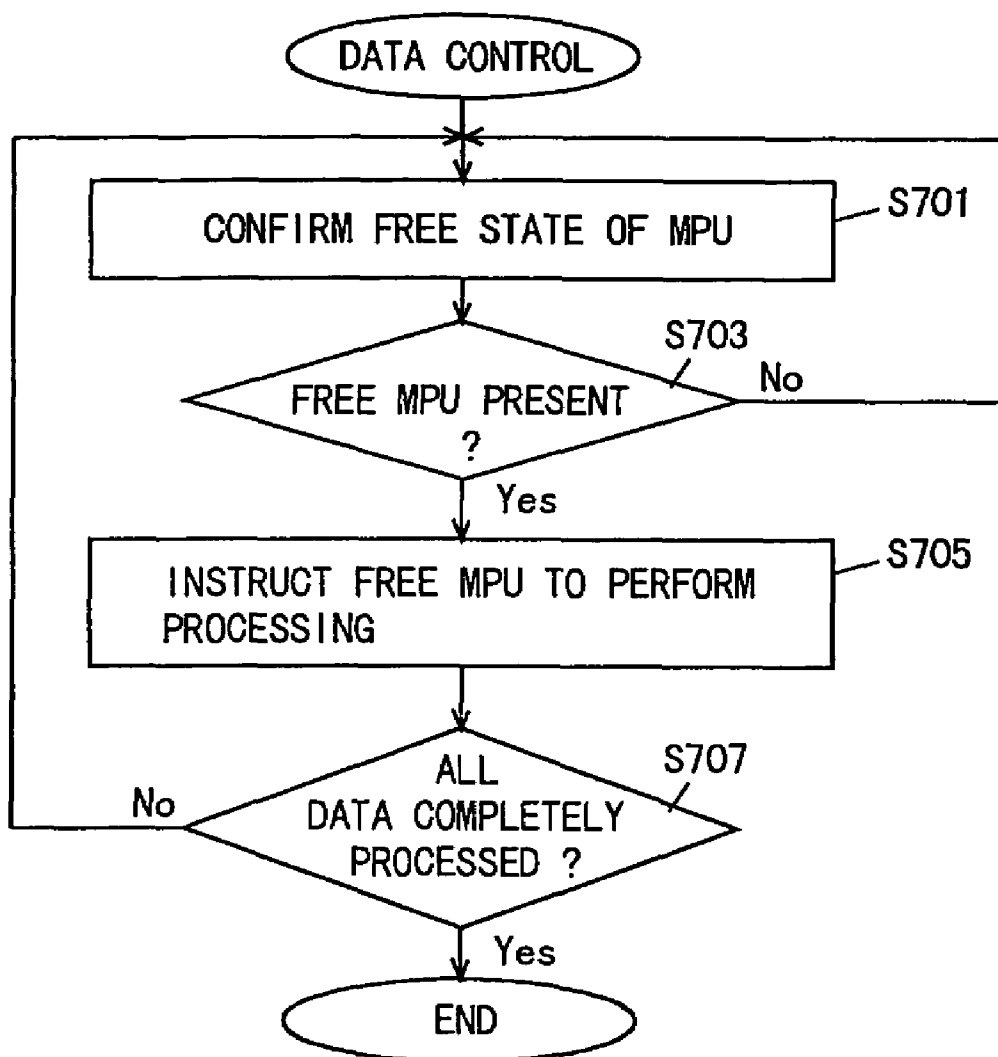 DATA CONTROL
CONFIRM FREE STATE OF MPU
S701
S703
FREE MPU PRESENT
?
No
Yes
S705
INSTRUCT FREE MPU TO PERFORM
PROCESSING
S707
ALL
DATA COMPLETELY
PROCESSED ?
No
Yes
END